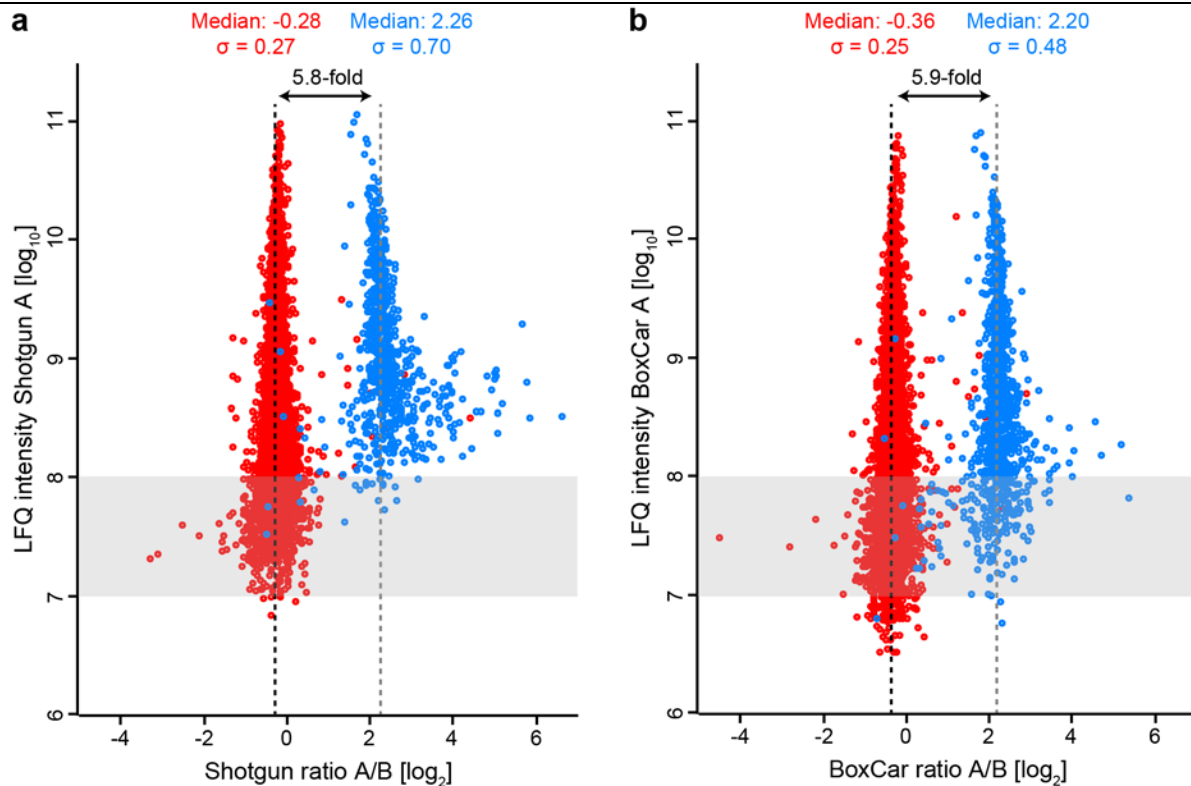 a
Median: -0.28 Median: 2.26
σ = 0.27 σ = 0.70
5.8-fold
LFQ intensity Shotgun A [log10]
11
10
9
8
7
6
-4 -2 0 2 4 6
Shotgun ratio A/B [log2]
b
Median: -0.36 Median: 2.20
σ = 0.25 σ = 0.48
5.9-fold
LFQ intensity BoxCar A [log10]
11
10
9
8
7
6
-4 -2 0 2 4 6
BoxCar ratio A/B [log2]